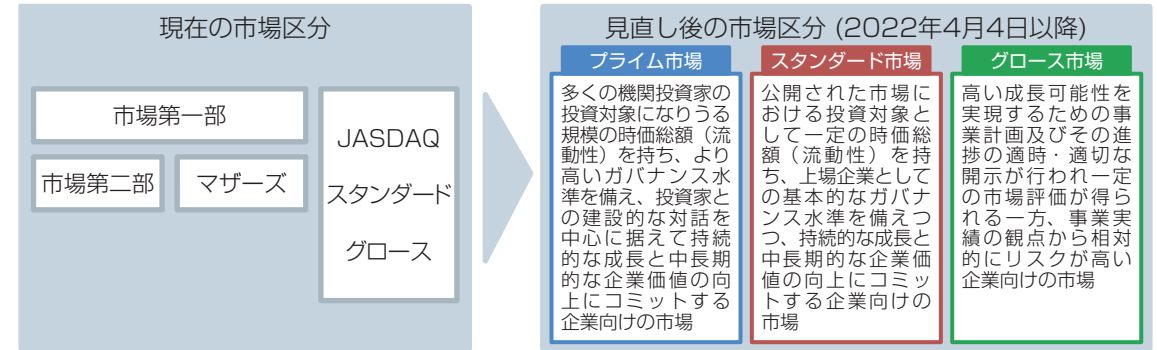 現在の市場区分
市場第一部
市場第二部
マザーズ
JASDAQ
スタンダード
グロース
見直し後の市場区分 (2022年4月4日以降)
プライム市場
多くの機関投資家の
投資対象になりうる
規模の時価総額（流
動性）を持ち、より
高いガバナンス水
準を備え、投資家と
の建設的な対話を
中心に据えて持続
的な成長と中長期
的な企業価値の向
上にコミットする
企業向けの市場
スタンダード市場
公開された市場に
おける投資対象と
して一定の時価総
額（流動性）を持
ち、上場企業として
の基本的なガバナ
ンス水準を備えつ
つ、持続的な成長と
中長期的な企業価
値の向上にコミッ
トする企業向けの
市場
グロース市場
高い成長可能性を
実現するための事
業計画及びその進
捗の適時・適切な
開示が行われ一定
の市場評価が得ら
れる一方、事業実
績の観点から相対
的にリスクが高い
企業向けの市場